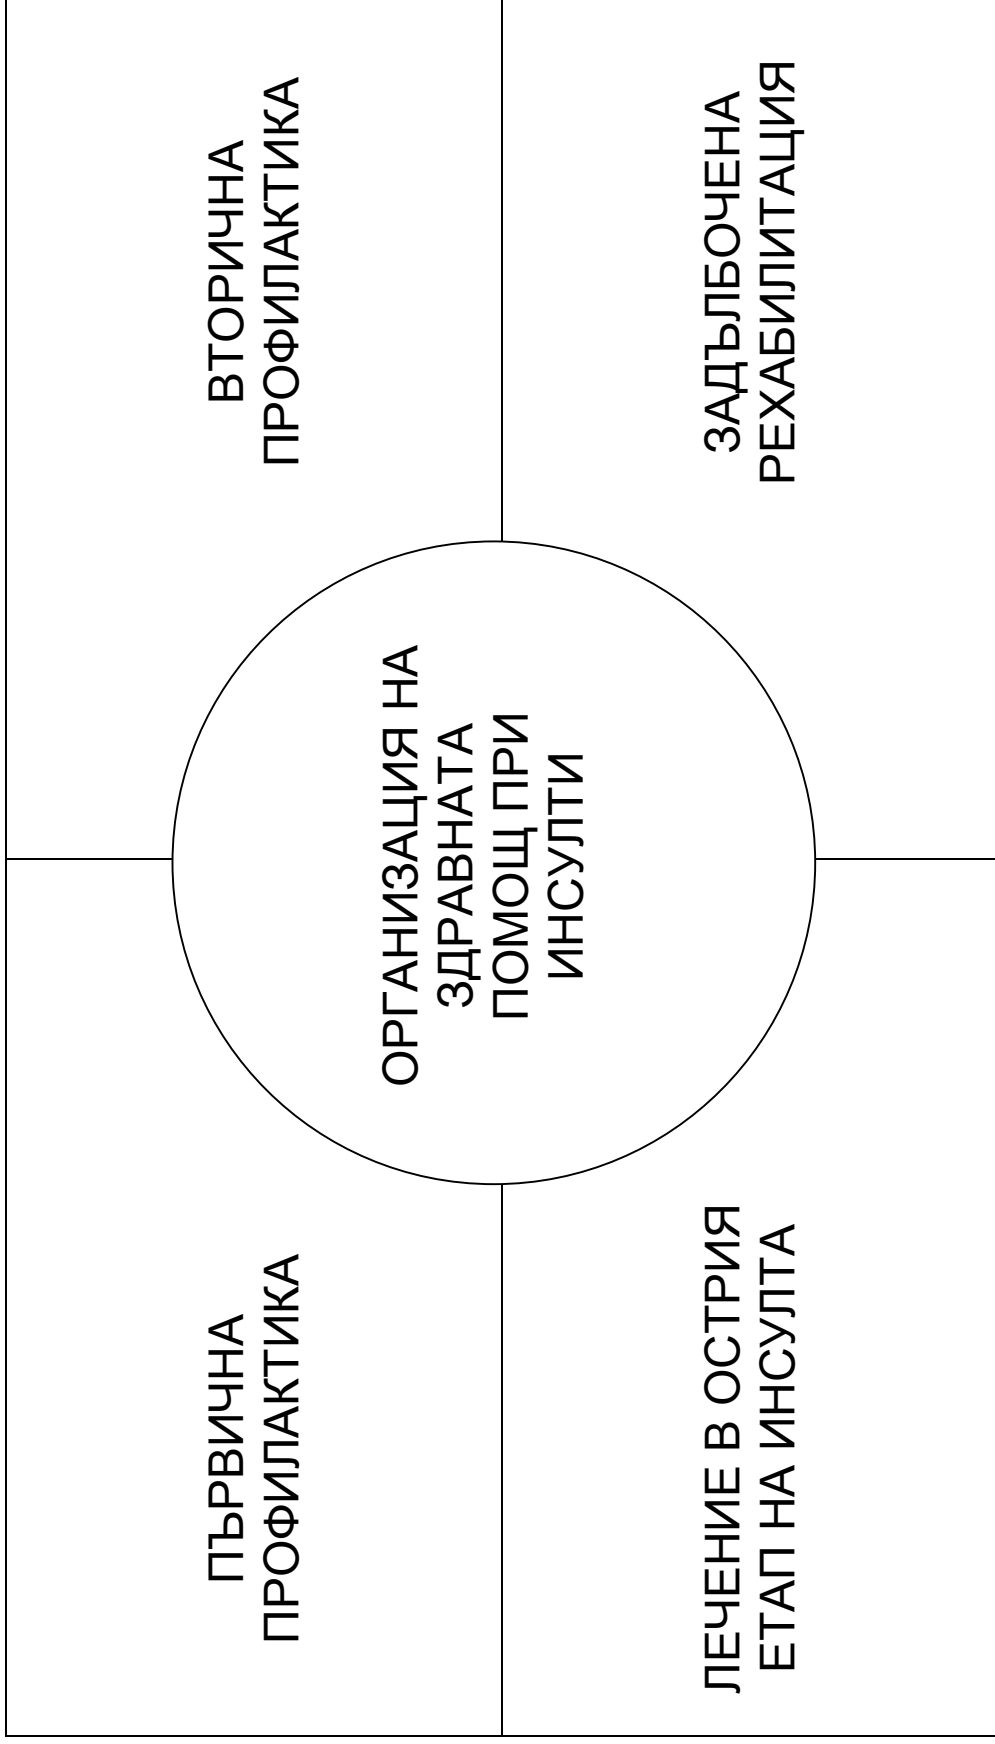 ПЪРВИЧНА
ПРОФИЛАКТИКА
ВТОРИЧНА
ПРОФИЛАКТИКА
ОРГАНИЗАЦИЯ НА
ЗДРАВНАТА
ПОМОЩ ПРИ
ИНСУЛТИ
ЛЕЧЕНИЕ В ОСТРИЯ
ЕТАП НА ИНСУЛТА
ЗАДЪЛБОЧЕНА
РЕХАБИЛИТАЦИЯ